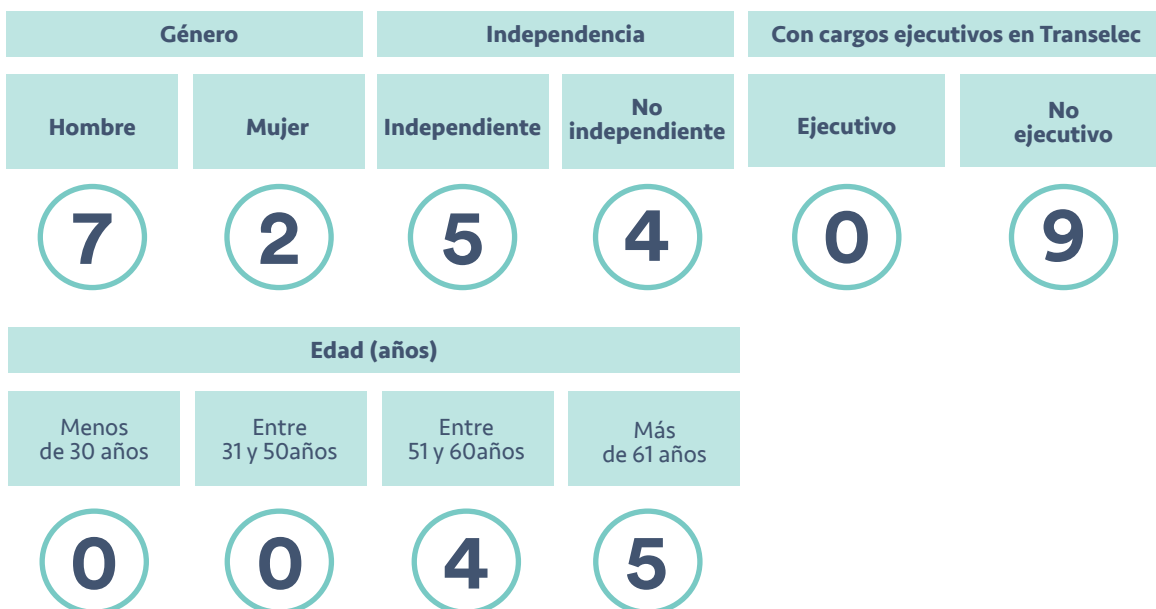 Género
Independencia
Con cargos ejecutivos en Transelec
Hombre
Mujer
Independiente
No
independiente
Ejecutivo
No
ejecutivo
7
2
5
4
0
9
Edad (años)
Menos
de 30 años
Entre
31 y 50años
Entre
51 y 60años
Más
de 61 años
0
0
4
5